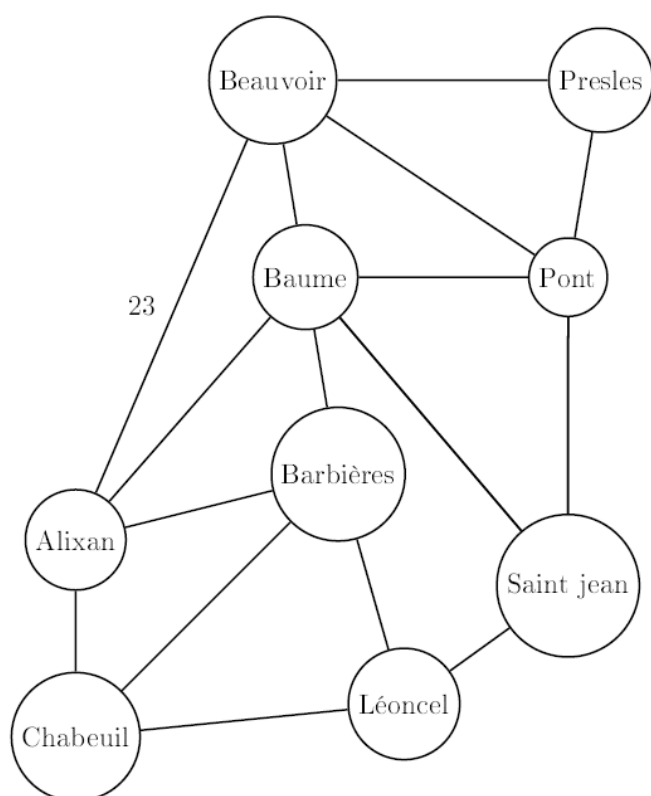 Beauvoir
Presles
Baume
Pont
23
Barbières
Alixan
Saint jean
Léoncel
Chabeuil